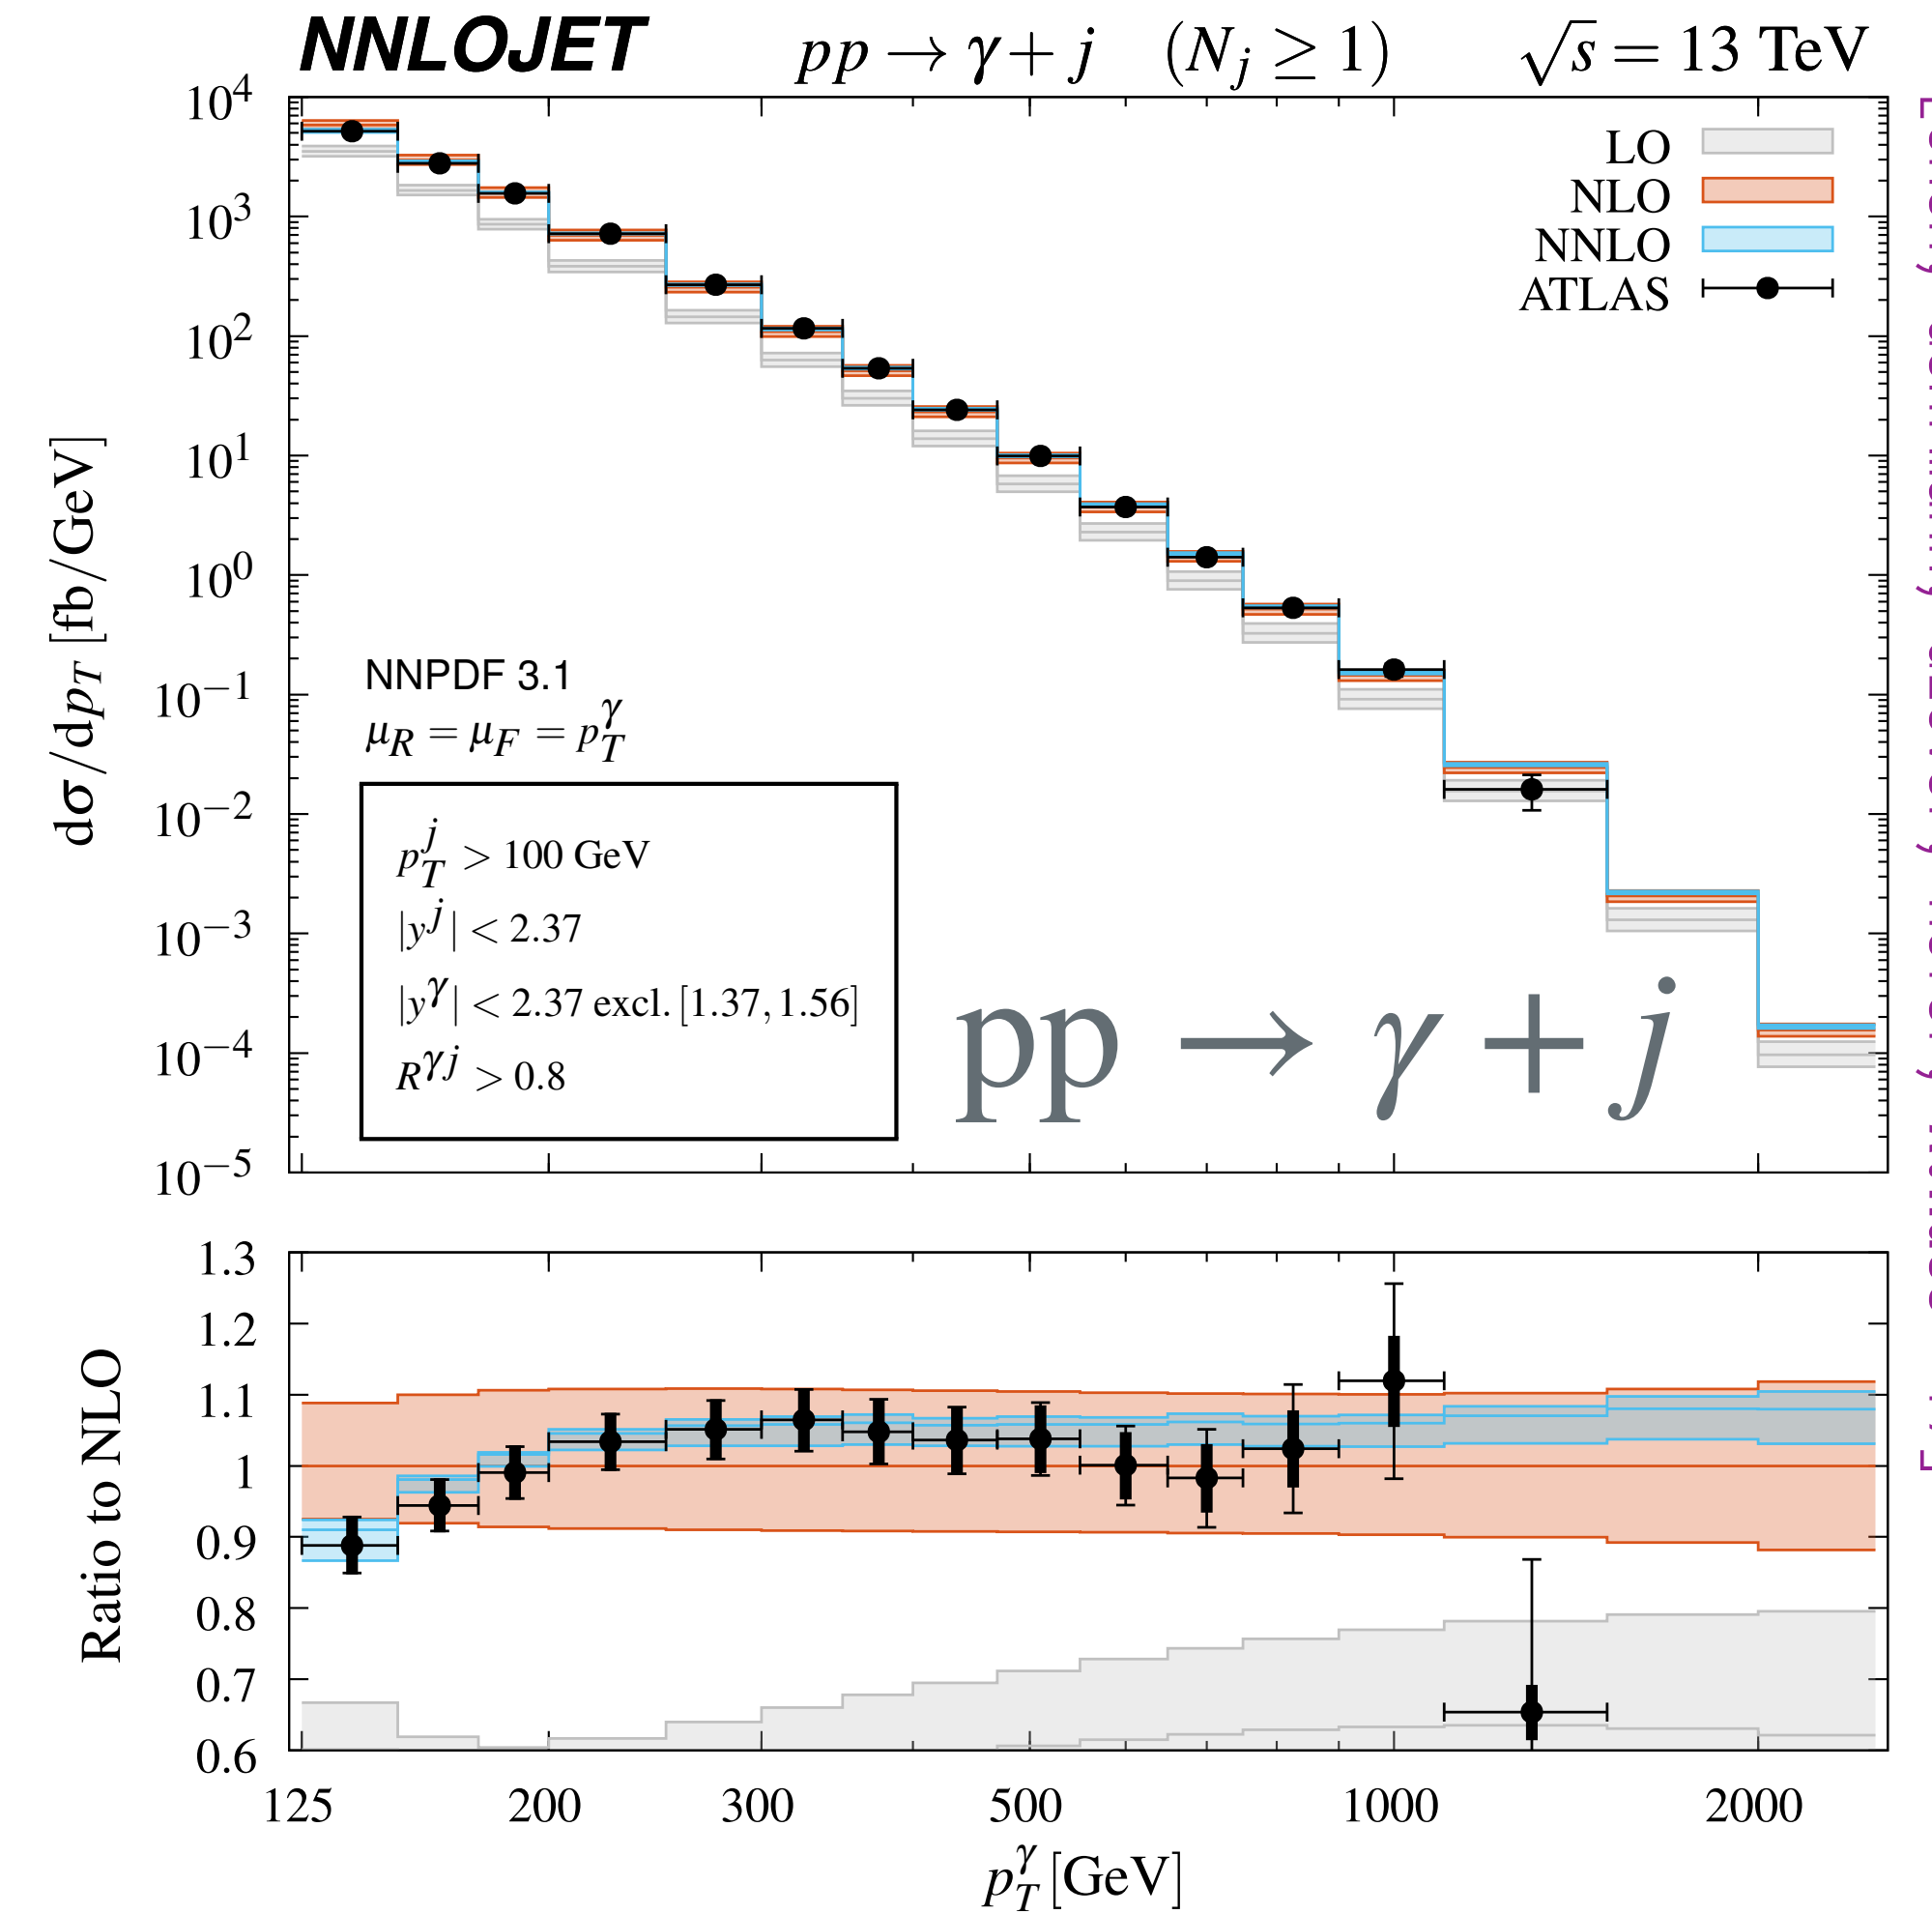 NNLOJET pp → γ + j (N_j ≥ 1) √s = 13 TeV
10^4
10^3
10^2
10^1
10^0
10^−1
10^−2
10^−3
10^−4
10^−5
dσ/dp_T [fb/GeV]
LO
NLO
NNLO
ATLAS
NNPDF 3.1
μ_R = μ_F = p_T^γ
p_T^j > 100 GeV
|y^j| < 2.37
|y^γ| < 2.37 excl. [1.37, 1.56]
R^γj > 0.8
pp → γ + j
1.3
1.2
1.1
1
0.9
0.8
0.7
0.6
Ratio to NLO
125 200 300 500 1000 2000
p_T^γ [GeV]